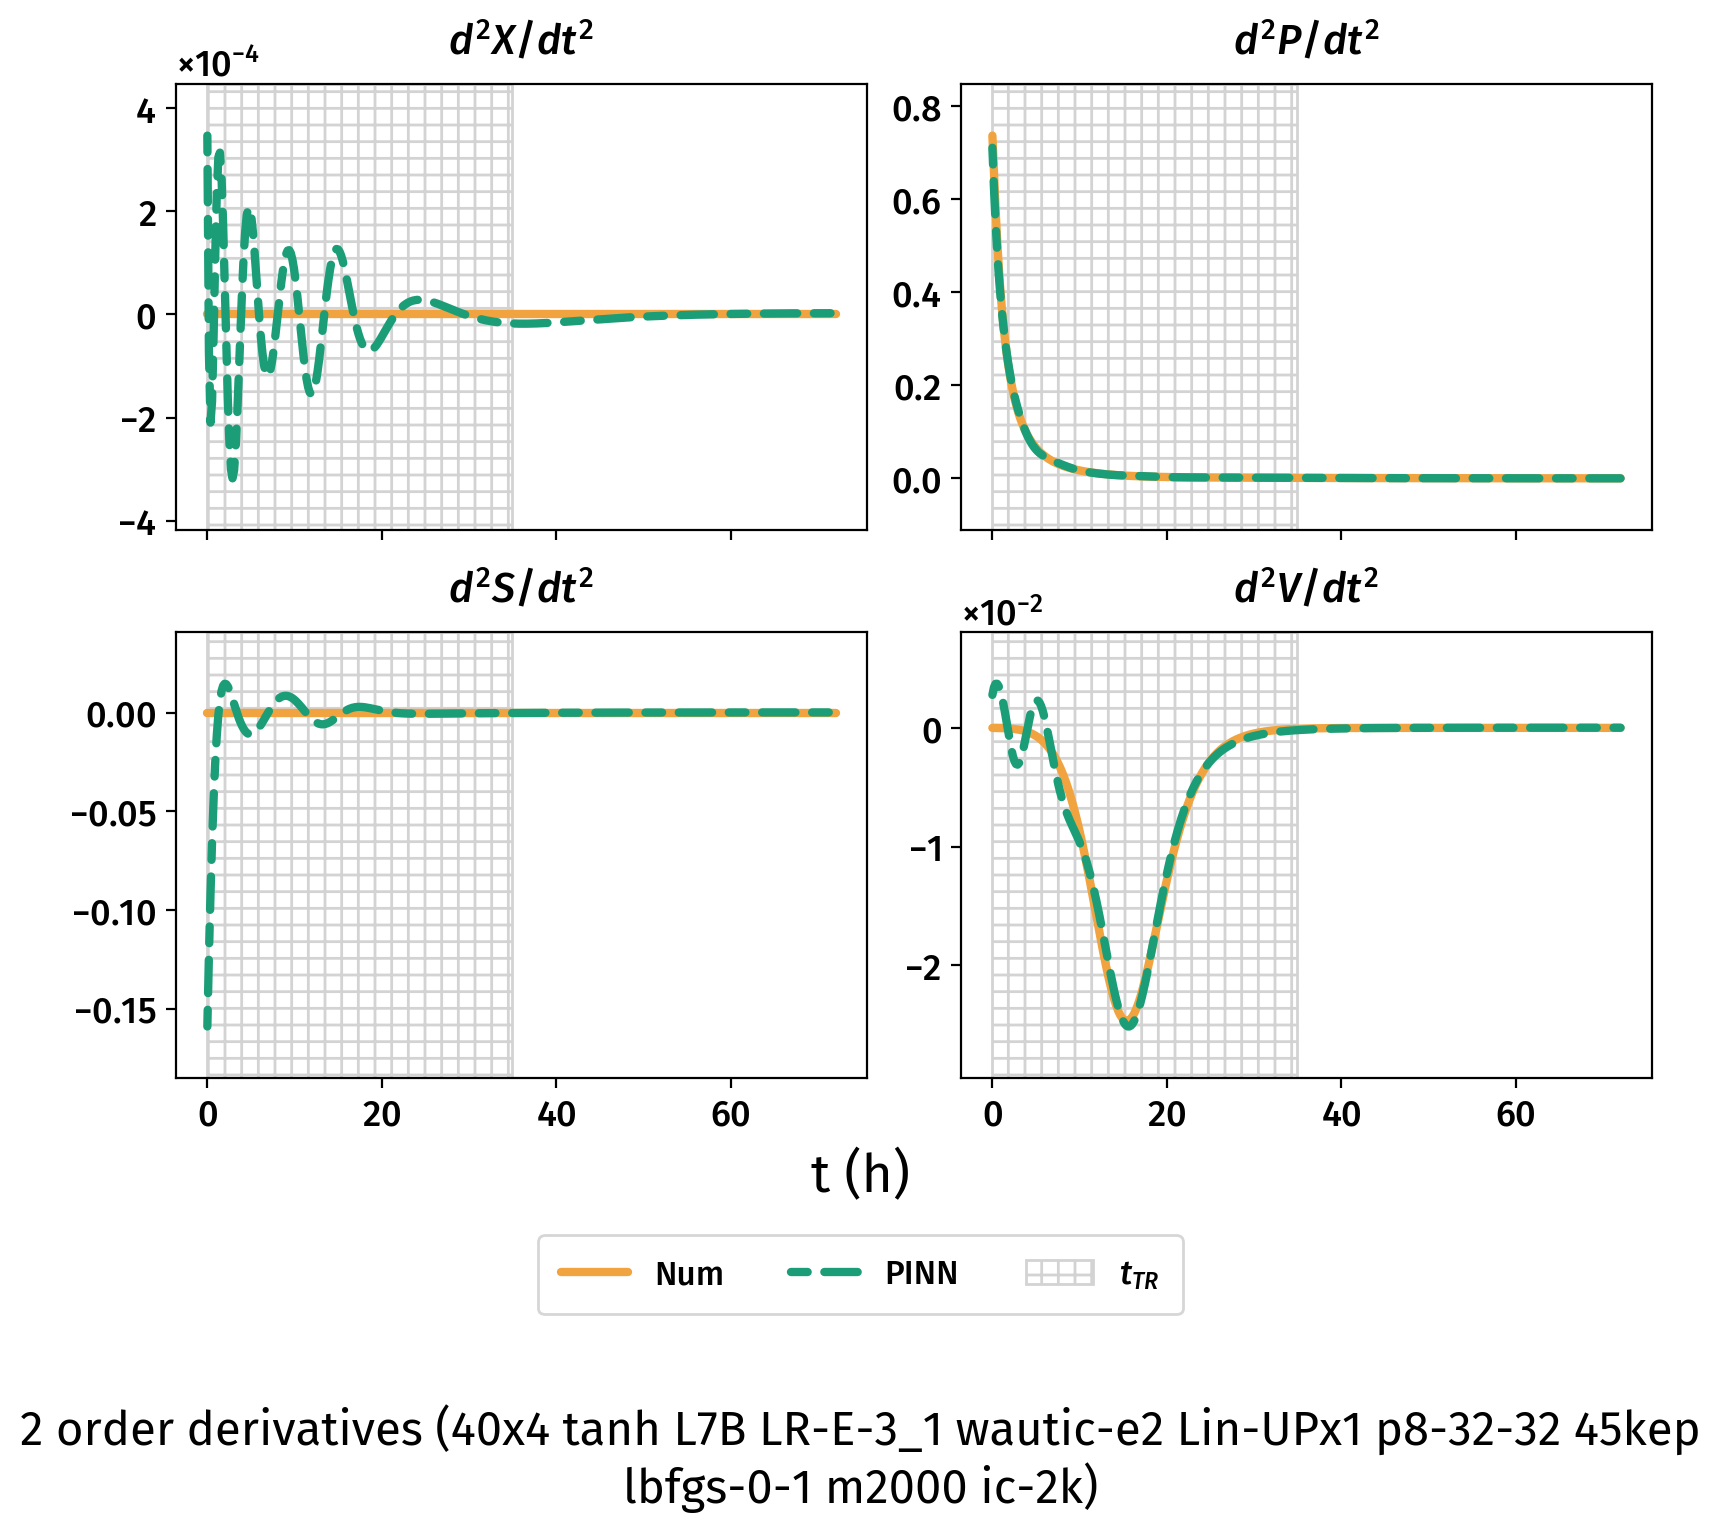 d²X/dt²
d²P/dt²
×10⁻⁴
4
2
0
−2
−4
0.8
0.6
0.4
0.2
0.0
d²S/dt²
d²V/dt²
×10⁻²
0.00
−0.05
−0.10
−0.15
0
−1
−2
0 20 40 60
0 20 40 60
t (h)
Num PINN t_TR
2 order derivatives (40x4 tanh L7B LR-E-3_1 wautic-e2 Lin-UPx1 p8-32-32 45kep
lbfgs-0-1 m2000 ic-2k)